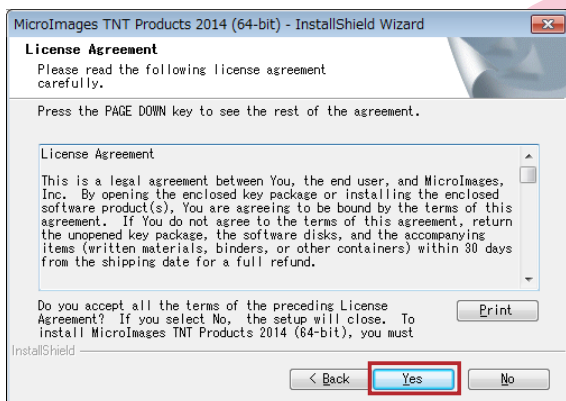 MicroImages TNT Products 2014 (64-bit) - InstallShield Wizard
License Agreement
Please read the following license agreement
carefully.
Press the PAGE DOWN key to see the rest of the agreement.
License Agreement
This is a legal agreement between You, the end user, and MicroImages,
Inc.  By opening the enclosed key package or installing the enclosed
software product(s), You are agreeing to be bound by the terms of this
agreement.  If You do not agree to the terms of this agreement, return
the unopened key package, the software disks, and the accompanying
items (written materials, binders, or other containers) within 30 days
from the shipping date for a full refund.
Do you accept all the terms of the preceding License
Agreement?  If you select No,  the setup will close.  To
install MicroImages TNT Products 2014 (64-bit), you must
Print
InstallShield
< Back
Yes
No